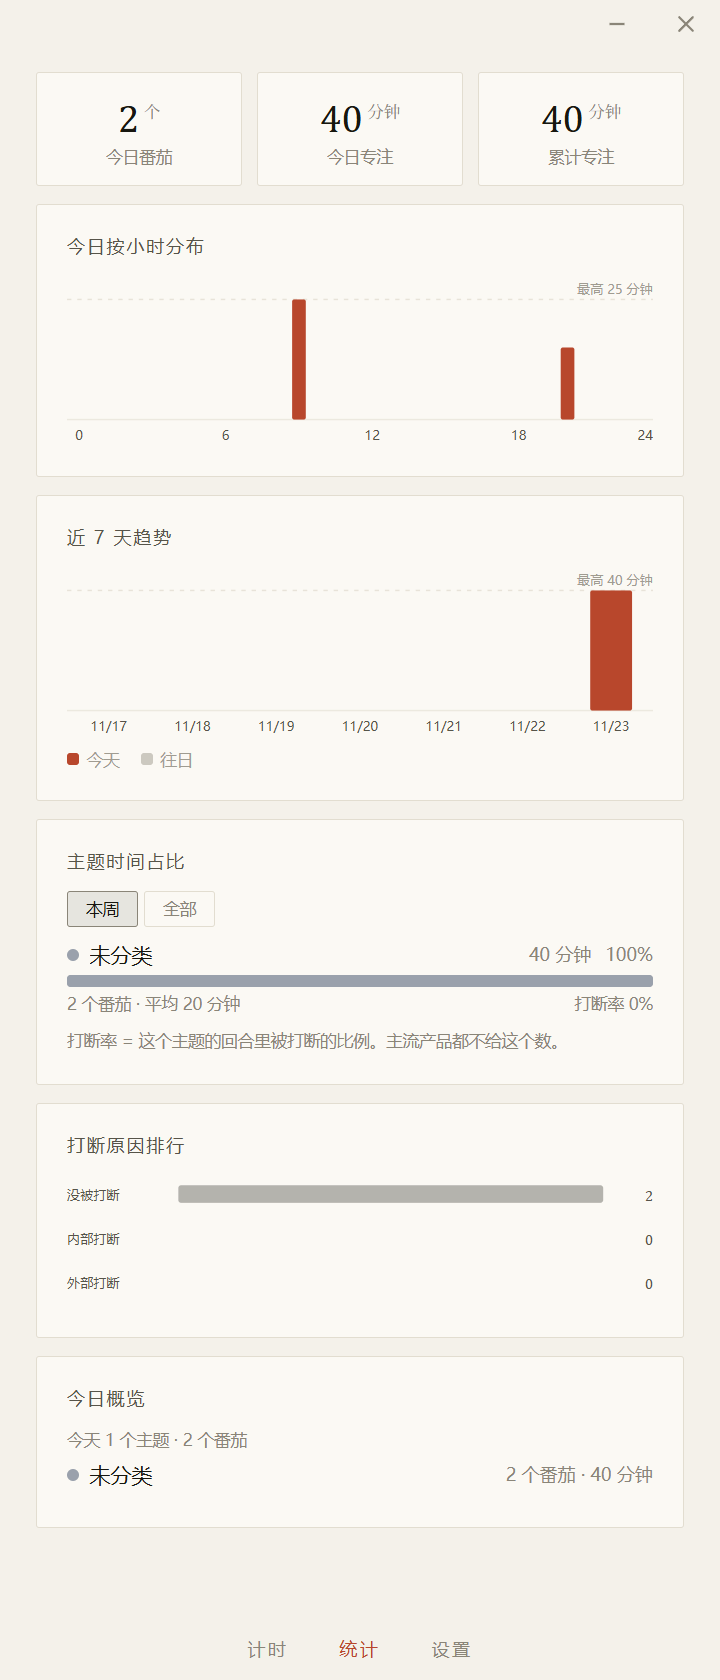 2 个
今日番茄
40 分钟
今日专注
40 分钟
累计专注
今日按小时分布
最高 25 分钟
0 6 12 18 24
近 7 天趋势
最高 40 分钟
11/17 11/18 11/19 11/20 11/21 11/22 11/23
今天 往日
主题时间占比
本周 全部
未分类 40 分钟 100%
2 个番茄 · 平均 20 分钟 打断率 0%
打断率 = 这个主题的回合里被打断的比例。主流产品都不给这个数。
打断原因排行
没被打断 2
内部打断 0
外部打断 0
今日概览
今天 1 个主题 · 2 个番茄
未分类 2 个番茄 · 40 分钟
计时 统计 设置